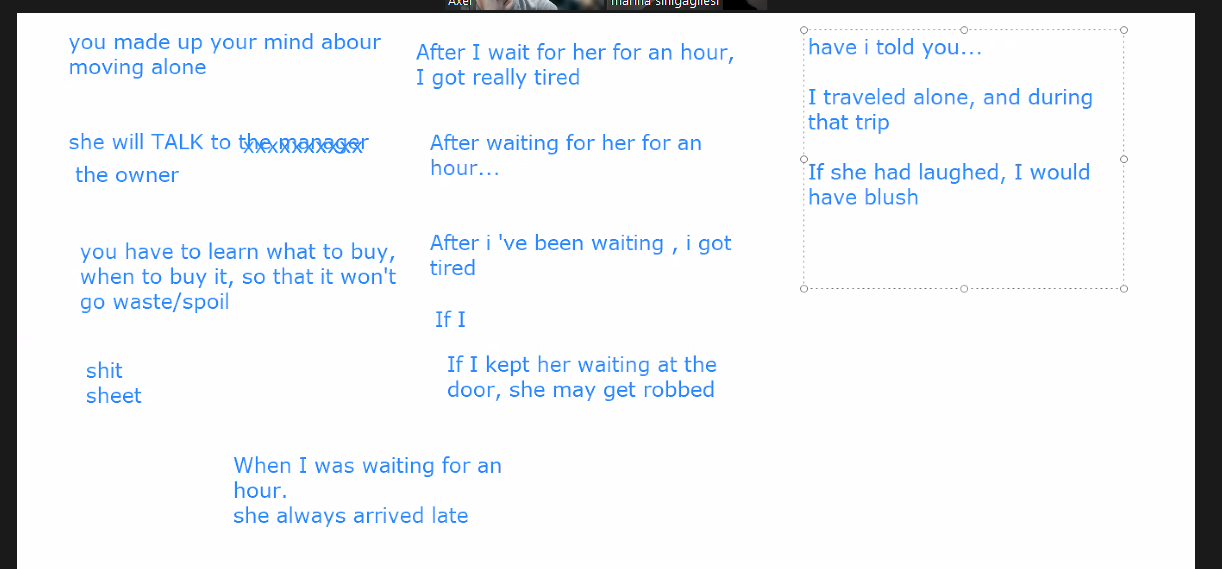 Axel
marina sinigagliesi
you made up your mind abour
moving alone
she will TALK to the manager
xxxxxxxxxx
the owner
you have to learn what to buy,
when to buy it, so that it won't
go waste/spoil
shit
sheet
After I wait for her for an hour,
I got really tired
After waiting for her for an
hour...
After i 've been waiting , i got
tired
If I
If I kept her waiting at the
door, she may get robbed
When I was waiting for an
hour.
she always arrived late
have i told you...
I traveled alone, and during
that trip
If she had laughed, I would
have blush